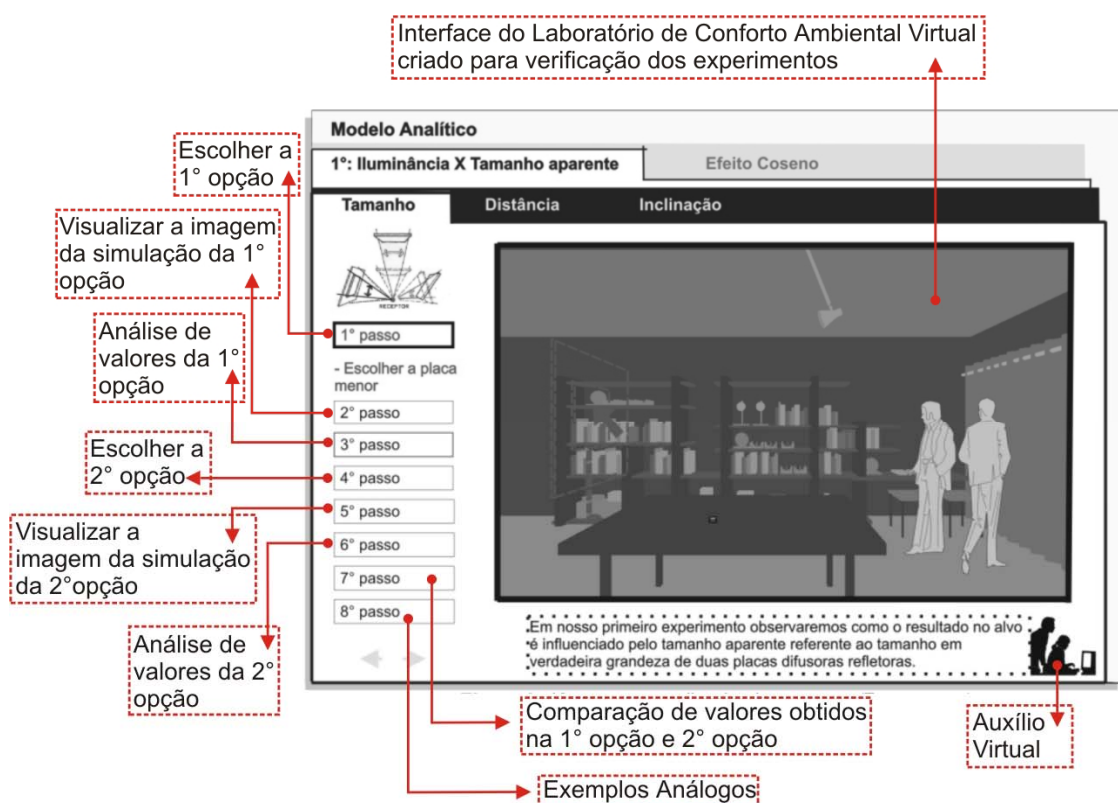 Interface do Laboratório de Conforto Ambiental Virtual
criado para verificação dos experimentos
Modelo Analítico
1°: Iluminância X Tamanho aparente
Efeito Coseno
Tamanho
Distância
Inclinação
Escolher a
1° opção
Visualizar a imagem
da simulação da 1°
opção
Análise de
valores da 1°
opção
Escolher a
2° opção
Visualizar a
imagem da simulação
da 2°opção
Análise de
valores da 2°
opção
RECEPTOR
1° passo
- Escolher a placa
menor
2° passo
3° passo
4° passo
5° passo
6° passo
7° passo
8° passo
Em nosso primeiro experimento observaremos como o resultado no alvo
é influenciado pelo tamanho aparente referente ao tamanho em
verdadeira grandeza de duas placas difusoras refletoras.
Comparação de valores obtidos
na 1° opção e 2° opção
Auxílio
Virtual
Exemplos Análogos